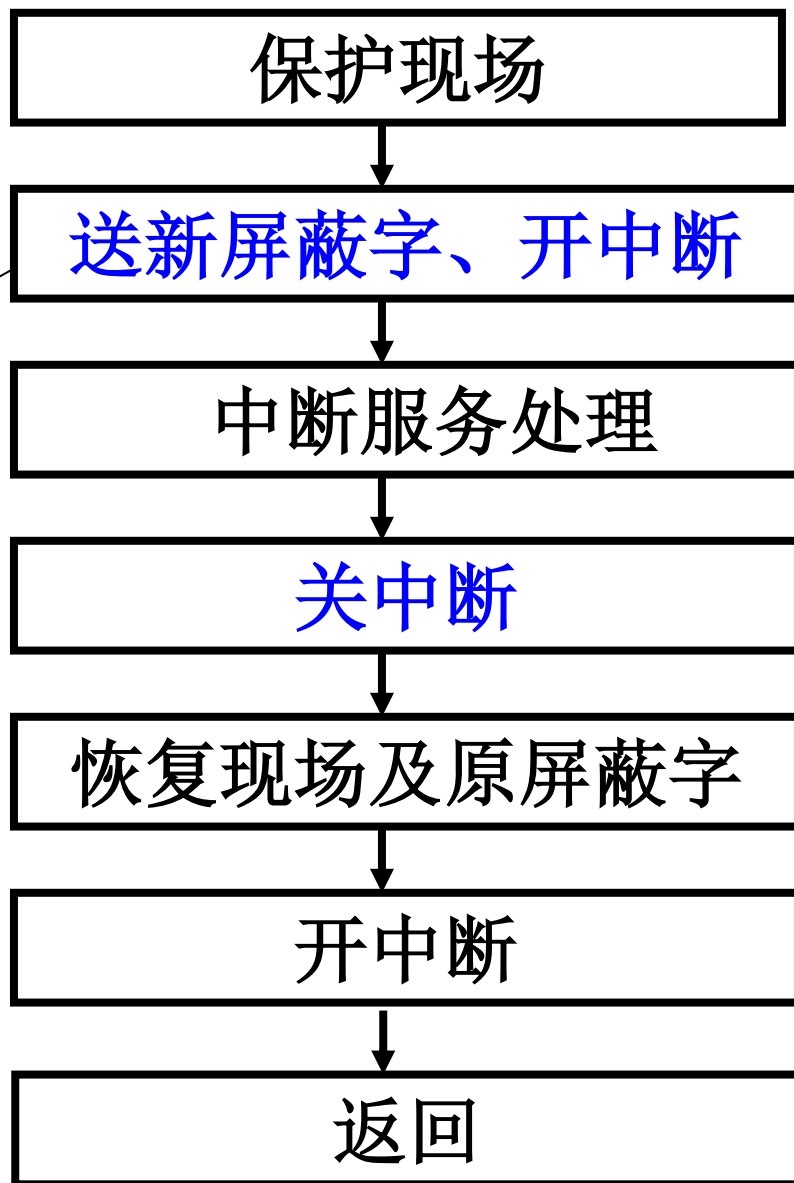 保护现场
送新屏蔽字、开中断
中断服务处理
关中断
恢复现场及原屏蔽字
开中断
返回